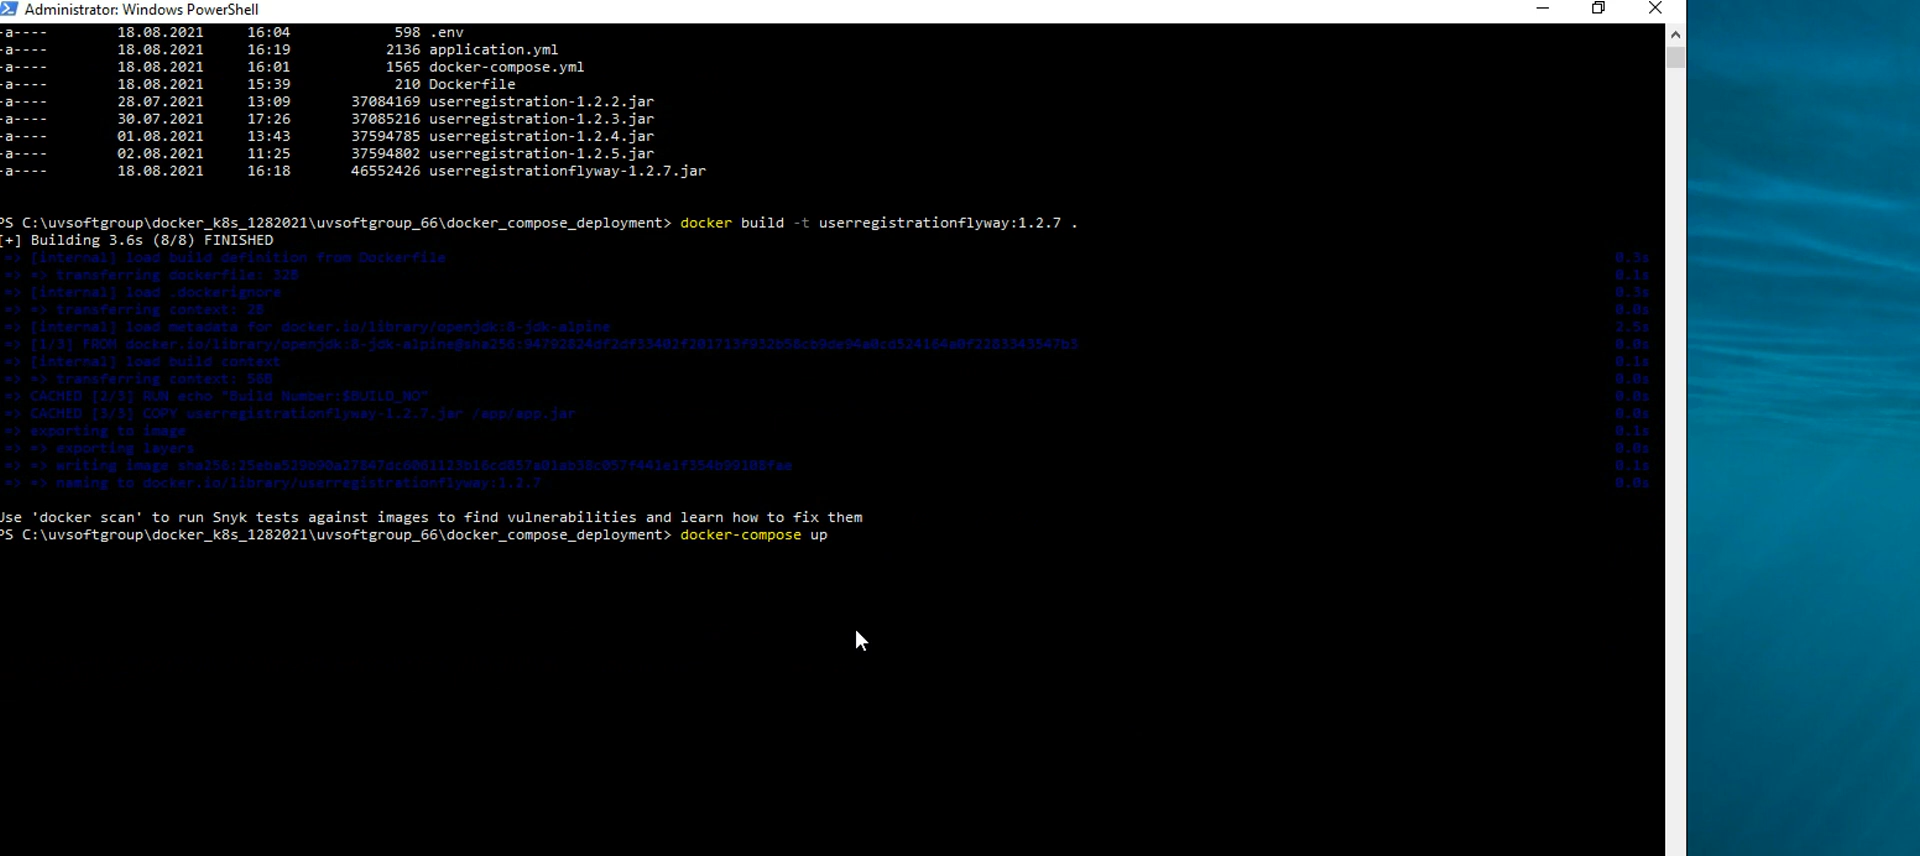 Administrator: Windows PowerShell
-a---- 18.08.2021 16:04 598 .env
-a---- 18.08.2021 16:19 2136 application.yml
-a---- 18.08.2021 16:01 1565 docker-compose.yml
-a---- 18.08.2021 15:39 210 Dockerfile
-a---- 28.07.2021 13:09 37084169 userregistration-1.2.2.jar
-a---- 30.07.2021 17:26 37085216 userregistration-1.2.3.jar
-a---- 01.08.2021 13:43 37594785 userregistration-1.2.4.jar
-a---- 02.08.2021 11:25 37594802 userregistration-1.2.5.jar
-a---- 18.08.2021 16:18 46552426 userregistrationflyway-1.2.7.jar
PS C:\uvsoftgroup\docker_k8s_1282021\uvsoftgroup_66\docker_compose_deployment> docker build -t userregistrationflyway:1.2.7 .
[+] Building 3.6s (8/8) FINISHED
=> [internal] load build definition from Dockerfile 0.3s
=> => transferring dockerfile: 32B 0.1s
=> [internal] load .dockerignore 0.3s
=> => transferring context: 2B 0.0s
=> [internal] load metadata for docker.io/library/openjdk:8-jdk-alpine 2.5s
=> [1/3] FROM docker.io/library/openjdk:8-jdk-alpine@sha256:94792824df2df33402f201713f932b58cb9de94a0cd524164a0f2283343547b3 0.0s
=> [internal] load build context 0.1s
=> => transferring context: 0.0s
=> CACHED [2/3] RUN echo "Build Number:$BUILD_NO" 0.0s
=> CACHED [3/3] COPY userregistrationflyway-1.2.7.jar /app/app.jar 0.0s
=> exporting to image 0.1s
=> => exporting layers 0.0s
=> => writing image 0.1s
=> => naming to docker.io/library/userregistrationflyway:1.2.7 0.0s
Use 'docker scan' to run Snyk tests against images to find vulnerabilities and learn how to fix them
PS C:\uvsoftgroup\docker_k8s_1282021\uvsoftgroup_66\docker_compose_deployment> docker-compose up